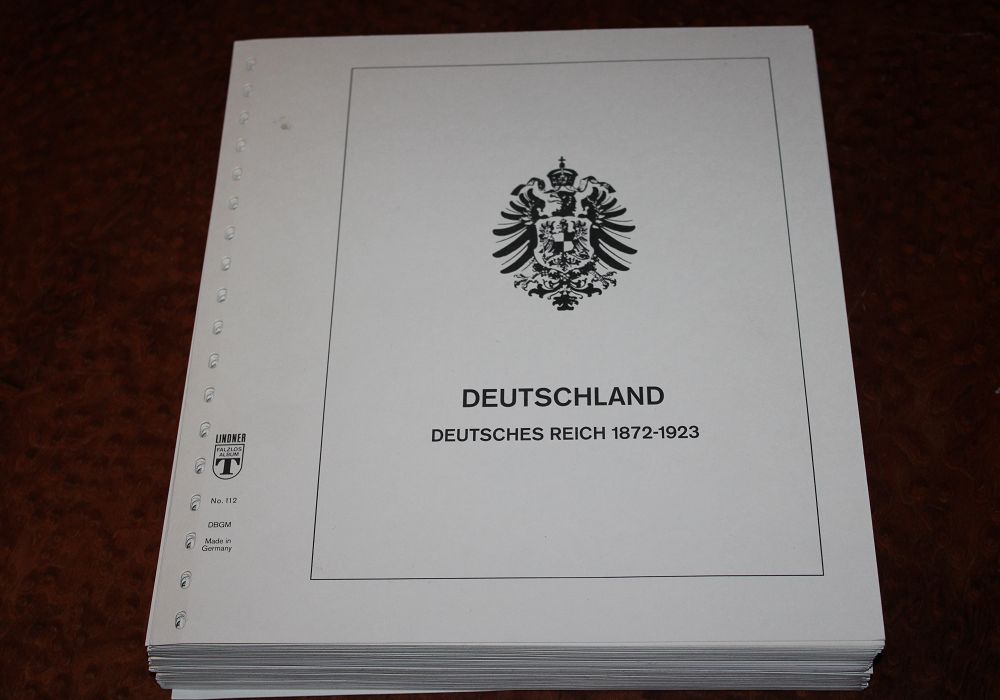 DEUTSCHLAND
DEUTSCHES REICH 1872-1923
LINDNER
FALZLOS
ALBUM
T
No. 112
DBGM
Made in
Germany